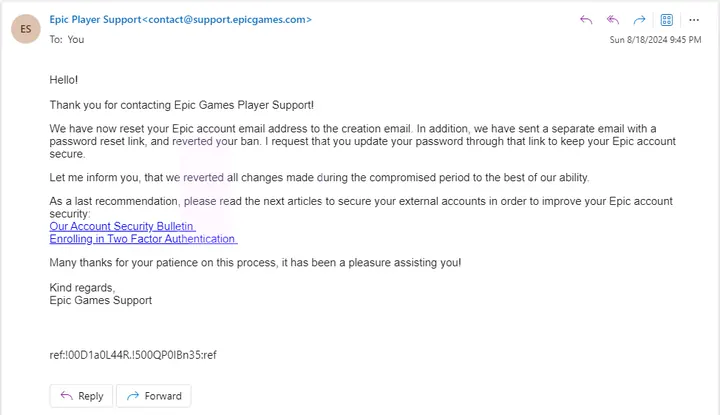 Epic Player Support<contact@support.epicgames.com>
ES
To: You
Sun 8/18/2024 9:45 PM
Hello!
Thank you for contacting Epic Games Player Support!
We have now reset your Epic account email address to the creation email. In addition, we have sent a separate email with a
password reset link, and reverted your ban. I request that you update your password through that link to keep your Epic account
secure.
Let me inform you, that we reverted all changes made during the compromised period to the best of our ability.
As a last recommendation, please read the next articles to secure your external accounts in order to improve your Epic account
security:
Our Account Security Bulletin
Enrolling in Two Factor Authentication
Many thanks for your patience on this process, it has been a pleasure assisting you!
Kind regards,
Epic Games Support
ref:!00D1a0L44R.!500QP0IBn35:ref
Reply
Forward